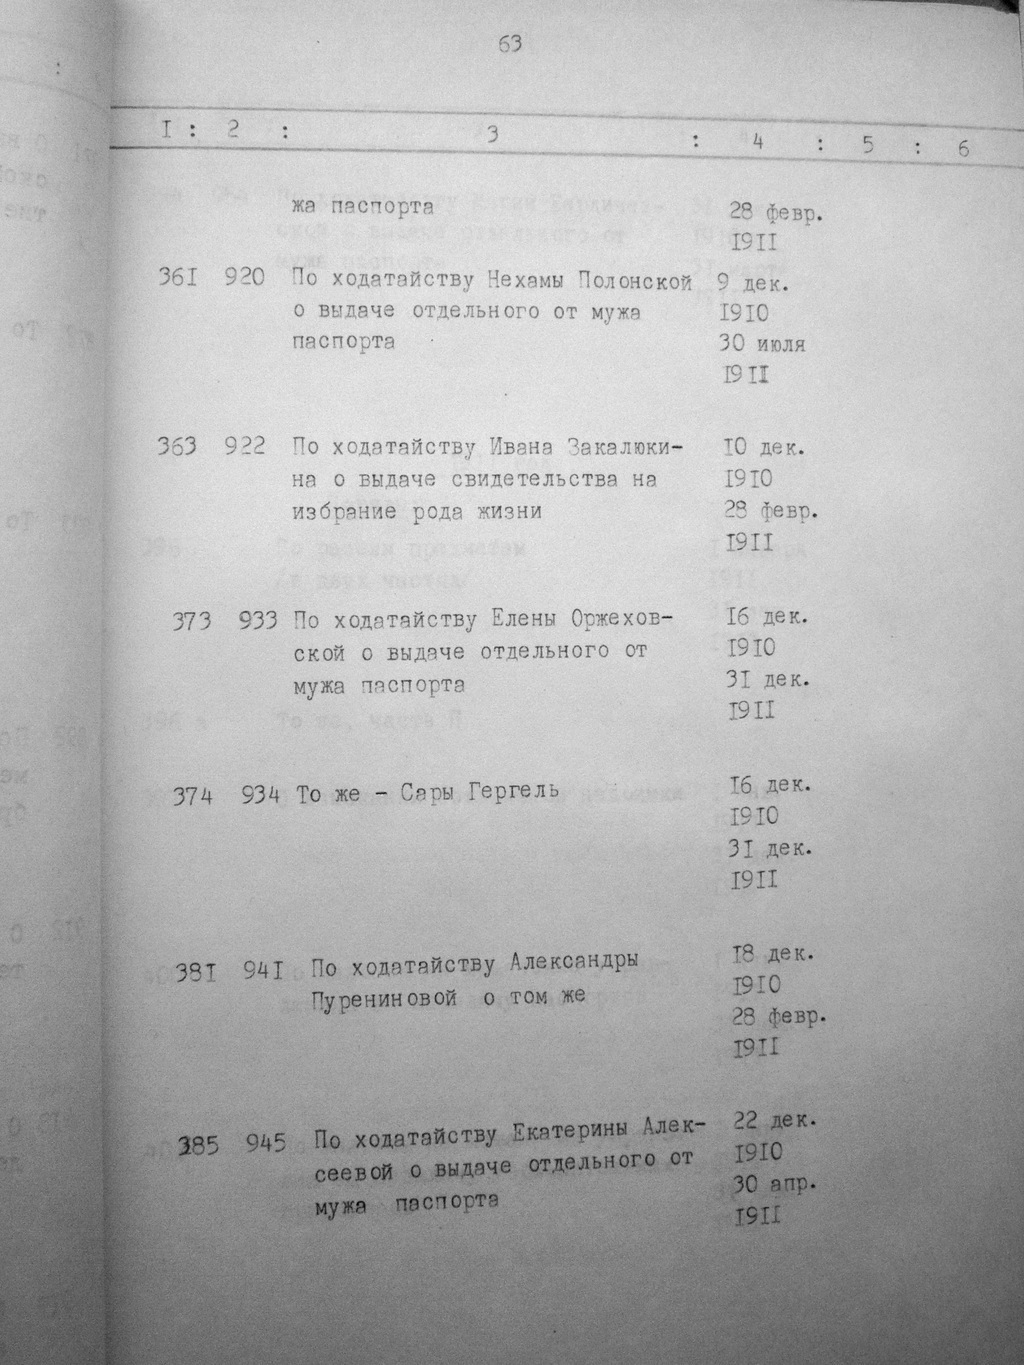 63
I : 2 : 3 : 4 : 5 : 6
жа паспорта 28 февр.
I9II
36I 920 По ходатайству Нехамы Полонской 9 дек.
о выдаче отдельного от мужа I9I0
паспорта 30 июля
I9II
363 922 По ходатайству Ивана Закалюки- I0 дек.
на о выдаче свидетельства на I9I0
избрание рода жизни 28 февр.
I9II
373 933 По ходатайству Елены Оржехов- I6 дек.
ской о выдаче отдельного от I9I0
мужа паспорта 3I дек.
I9II
374 934 То же - Сары Гергель I6 дек.
I9I0
3I дек.
I9II
38I 94I По ходатайству Александры I8 дек.
Пурениновой о том же I9I0
28 февр.
I9II
385 945 По ходатайству Екатерины Алек- 22 дек.
сеевой о выдаче отдельного от I9I0
мужа паспорта 30 апр.
I9II